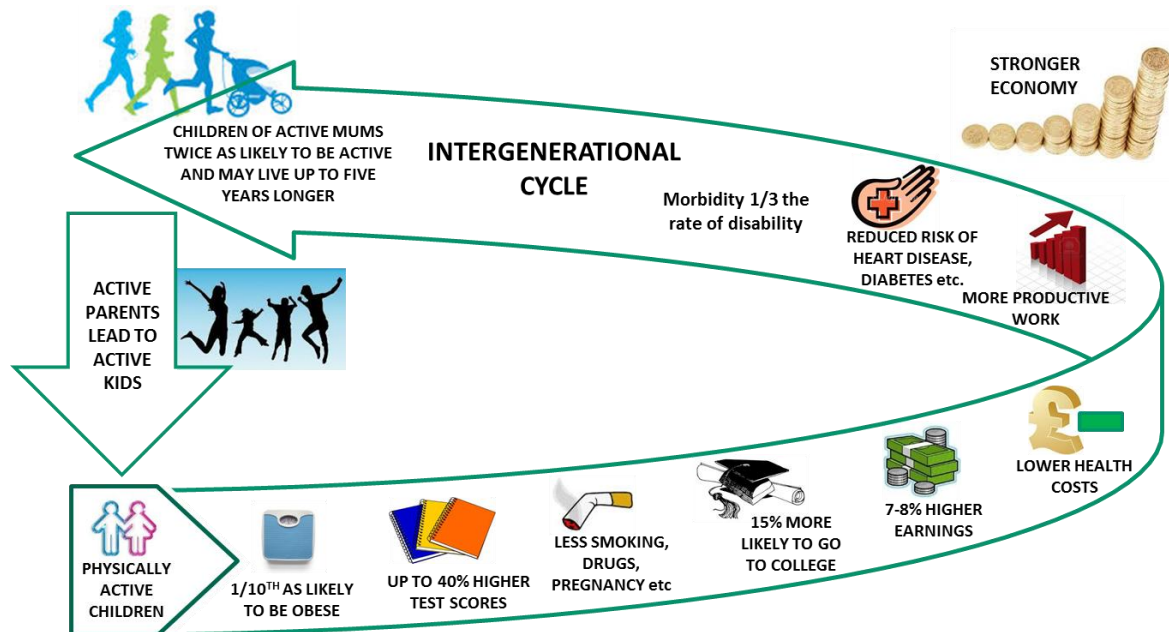 STRONGER
ECONOMY
CHILDREN OF ACTIVE MUMS
TWICE AS LIKELY TO BE ACTIVE
AND MAY LIVE UP TO FIVE
YEARS LONGER
INTERGENERATIONAL
CYCLE
Morbidity 1/3 the
rate of disability
REDUCED RISK OF
HEART DISEASE,
DIABETES etc.
MORE PRODUCTIVE
WORK
ACTIVE
PARENTS
LEAD TO
ACTIVE
KIDS
PHYSICALLY
ACTIVE
CHILDREN
1/10TH AS LIKELY
TO BE OBESE
UP TO 40% HIGHER
TEST SCORES
LESS SMOKING,
DRUGS,
PREGNANCY etc
15% MORE
LIKELY TO GO
TO COLLEGE
7-8% HIGHER
EARNINGS
£
LOWER HEALTH
COSTS